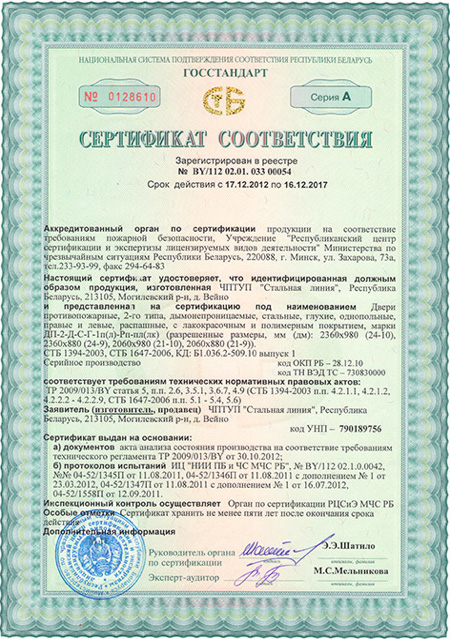 НАЦИОНАЛЬНАЯ СИСТЕМА ПОДТВЕРЖДЕНИЯ СООТВЕТСТВИЯ РЕСПУБЛИКИ БЕЛАРУСЬ
ГОССТАНДАРТ
№ 0128610
СТБ
Серия А
СЕРТИФИКАТ СООТВЕТСТВИЯ
Зарегистрирован в реестре
№ BY/112 02.01. 033 00054
Срок действия с 17.12.2012 по 16.12.2017
Аккредитованный орган по сертификации продукции на соответствие
требованиям пожарной безопасности, Учреждение "Республиканский центр
сертификации и экспертизы лицензируемых видов деятельности" Министерства по
чрезвычайным ситуациям Республики Беларусь, 220088, г. Минск, ул. Захарова, 73а,
тел.233-93-99, факс 294-64-83
Настоящий сертификат удостоверяет, что идентифицированная должным
образом продукция, изготовленная ЧПТУП "Стальная линия", Республика
Беларусь, 213105, Могилевский р-н, д. Вейно
и представленная на сертификацию под наименованием Двери
противопожарные, 2-го типа, дымонепроницаемые, стальные, глухие, однопольные,
правые и левые, распашные, с лакокрасочным и полимерным покрытием, марки
ДП-2-Д-С-Г-1п(л)-Рп-пл(лк) (разрешенные размеры, мм (дм): 2360х980 (24-10),
2360х880 (24-9), 2060х980 (21-10), 2060х880 (21-9)).
СТБ 1394-2003, СТБ 1647-2006, КД: Б1.036.2-509.10 выпуск 1
Серийное производство
код ОКП РБ - 28.12.10
код ТН ВЭД ТС – 730830000
соответствует требованиям технических нормативных правовых актов:
ТР 2009/013/BY статья 5, п.п. 2.6, 3.5.1, 3.6.7, 4.9 (СТБ 1394-2003 п.п. 4.2.1.1, 4.2.1.2,
4.2.2.2 - 4.2.2.9, СТБ 1647-2006 п.п. 5.1 - 5.4, 5.6)
Заявитель (изготовитель, продавец) ЧПТУП "Стальная линия", Республика
Беларусь, 213105, Могилевский р-н, д. Вейно
код УНП – 790189756
Сертификат выдан на основании:
а) документов акта анализа состояния производства на соответствие требованиям
технического регламента ТР 2009/013/BY от 30.10.2012;
б) протоколов испытаний ИЦ "НИИ ПБ и ЧС МЧС РБ", № BY/112 02.1.0.0042,
№№ 04-52/1345П от 11.08.2011, 04-52/1346П от 11.08.2011 с дополнением № 1 от
23.03.2012, 04-52/1347П от 11.08.2011 с дополнением № 1 от 16.07.2012,
04-52/1558П от 12.09.2011.
Инспекционный контроль осуществляет Орган по сертификации РЦСиЭ МЧС РБ
Особые отметки Сертификат хранить не менее пяти лет после окончания срока
действия
Дополнительная информация
Руководитель органа
по сертификации
Э.Э.Шатило
Эксперт-аудитор
М.С.Мельникова